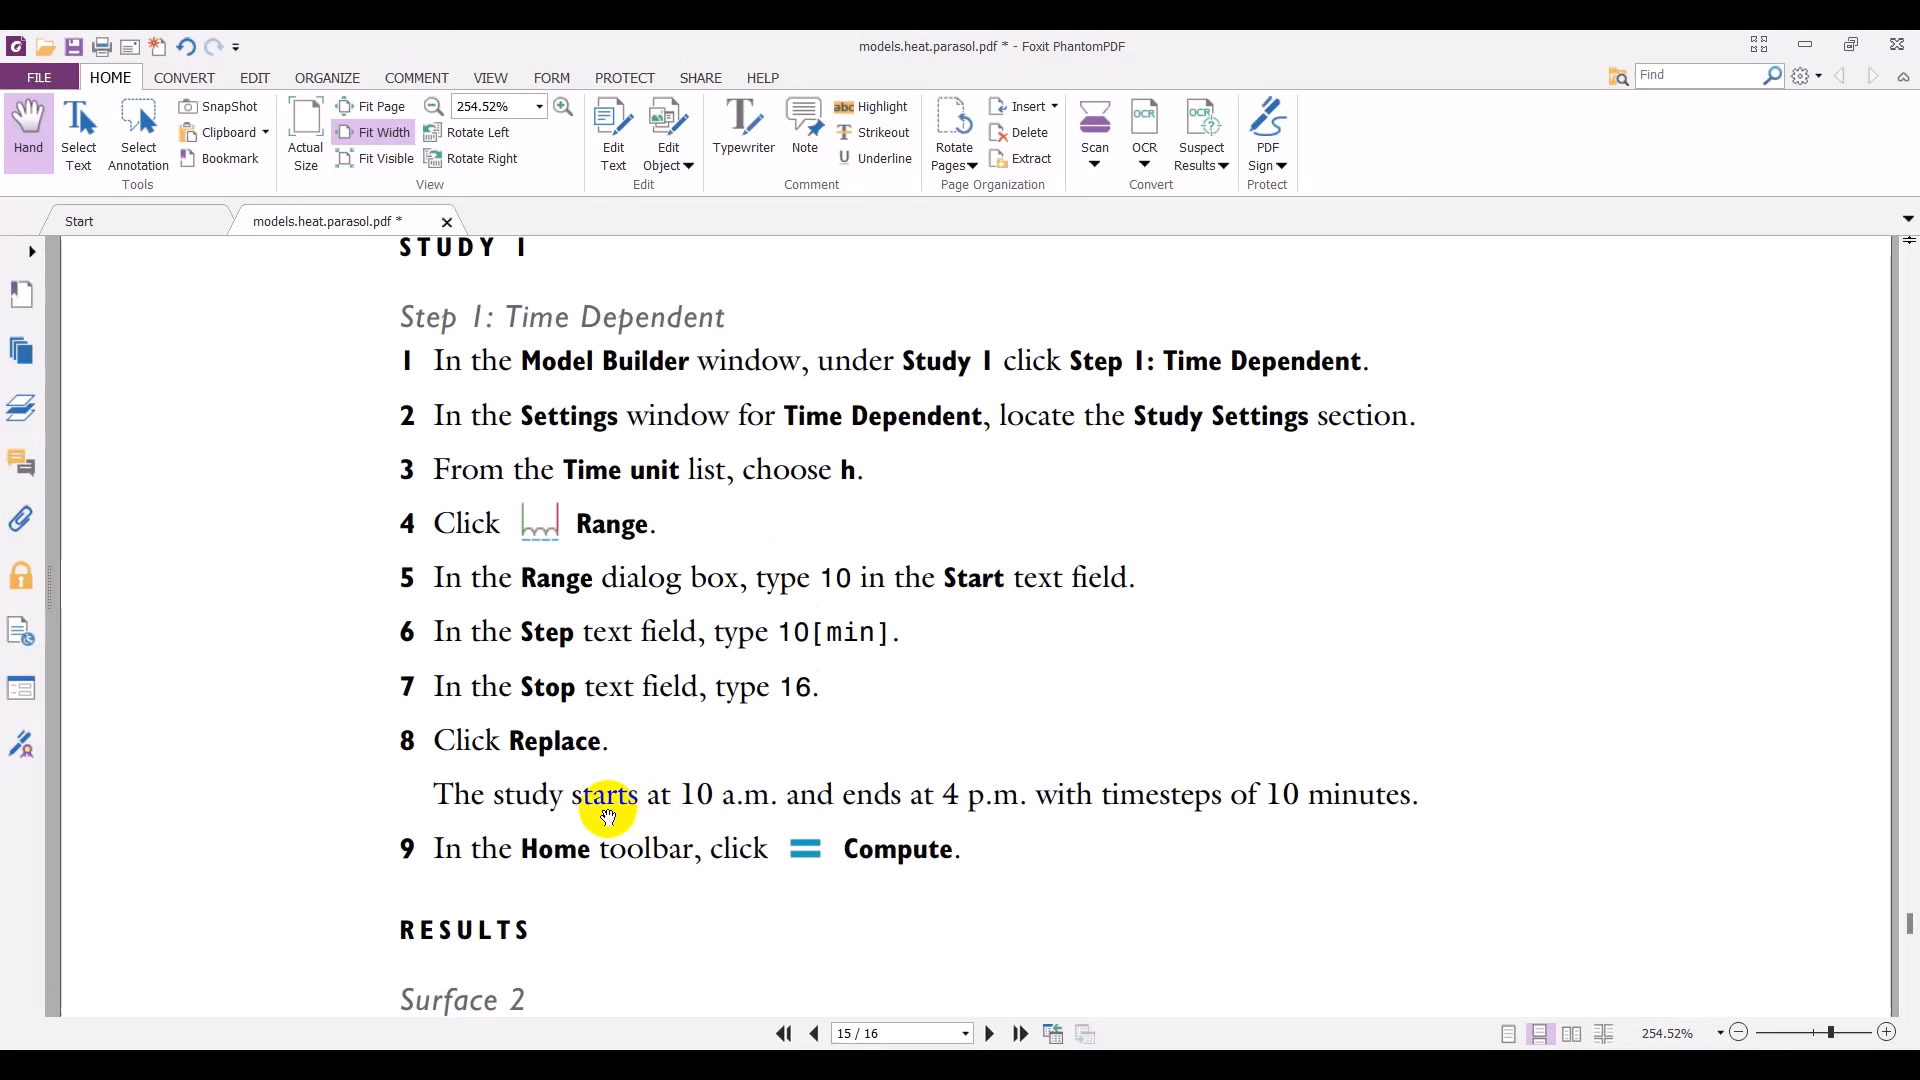 models.heat.parasol.pdf * - Foxit PhantomPDF
FILE HOME CONVERT EDIT ORGANIZE COMMENT VIEW FORM PROTECT SHARE HELP Find
Hand
Select Text
Select Annotation
SnapShot
Clipboard
Bookmark
Tools
Actual Size
Fit Page
Fit Width
Fit Visible
254.52%
Rotate Left
Rotate Right
View
Edit Text
Edit Object
Edit
Typewriter
Note
Highlight
Strikeout
Underline
Comment
Rotate Pages
Insert
Delete
Extract
Page Organization
Scan
OCR
OCR
OCR
Suspect Results
Convert
PDF Sign
Protect
Start models.heat.parasol.pdf *
STUDY 1
Step 1: Time Dependent
1 In the Model Builder window, under Study 1 click Step 1: Time Dependent.
2 In the Settings window for Time Dependent, locate the Study Settings section.
3 From the Time unit list, choose h.
4 Click Range.
5 In the Range dialog box, type 10 in the Start text field.
6 In the Step text field, type 10[min].
7 In the Stop text field, type 16.
8 Click Replace.
The study starts at 10 a.m. and ends at 4 p.m. with timesteps of 10 minutes.
9 In the Home toolbar, click Compute.
RESULTS
Surface 2
15 / 16 254.52%